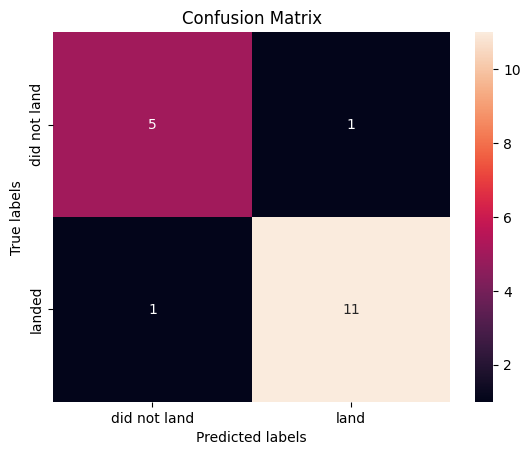 Confusion Matrix
True labels
did not land
landed
5
1
1
11
did not land
land
Predicted labels
10
8
6
4
2